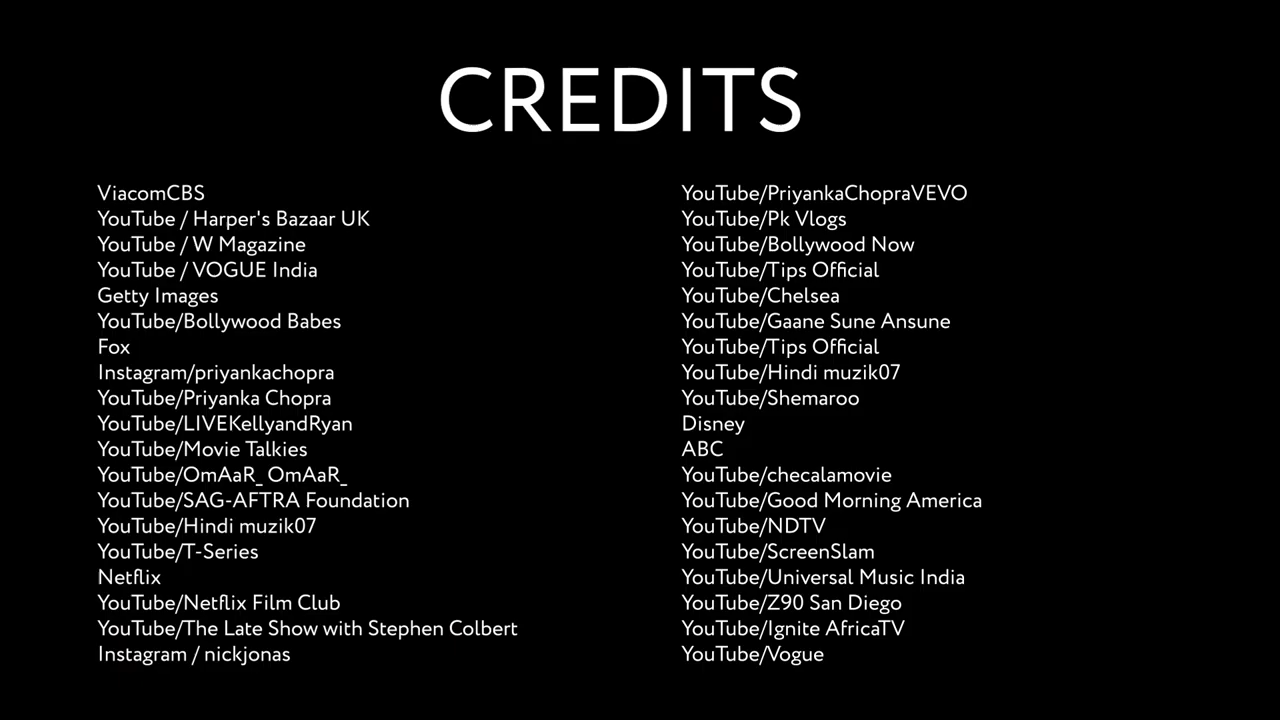 CREDITS
ViacomCBS
YouTube / Harper's Bazaar UK
YouTube / W Magazine
YouTube / VOGUE India
Getty Images
YouTube/Bollywood Babes
Fox
Instagram/priyankachopra
YouTube/Priyanka Chopra
YouTube/LIVEKellyandRyan
YouTube/Movie Talkies
YouTube/OmAaR_ OmAaR_
YouTube/SAG-AFTRA Foundation
YouTube/Hindi muzik07
YouTube/T-Series
Netflix
YouTube/Netflix Film Club
YouTube/The Late Show with Stephen Colbert
Instagram / nickjonas
YouTube/PriyankaChopraVEVO
YouTube/Pk Vlogs
YouTube/Bollywood Now
YouTube/Tips Official
YouTube/Chelsea
YouTube/Gaane Sune Ansune
YouTube/Tips Official
YouTube/Hindi muzik07
YouTube/Shemaroo
Disney
ABC
YouTube/checalamovie
YouTube/Good Morning America
YouTube/NDTV
YouTube/ScreenSlam
YouTube/Universal Music India
YouTube/Z90 San Diego
YouTube/Ignite AfricaTV
YouTube/Vogue